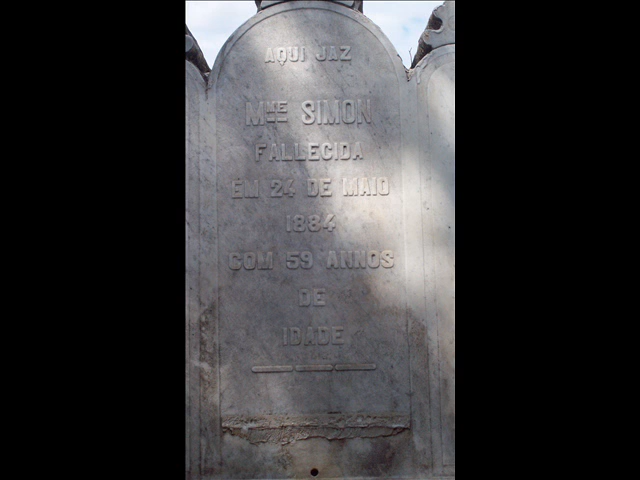 AQUI JAZ
MME SIMON
FALLECIDA
EM 24 DE MAIO
1884
COM 59 ANNOS
DE
IDADE